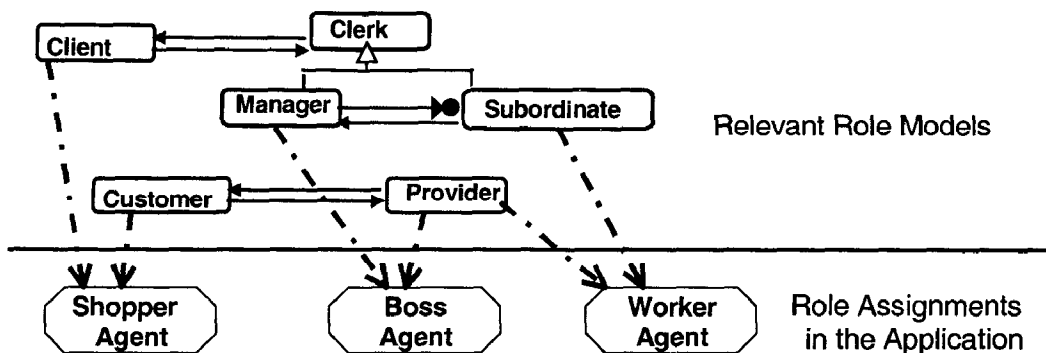 Clerk
Client
Manager
Subordinate
Relevant Role Models
Customer
Provider
Shopper
Agent
Boss
Agent
Worker
Agent
Role Assignments
in the Application